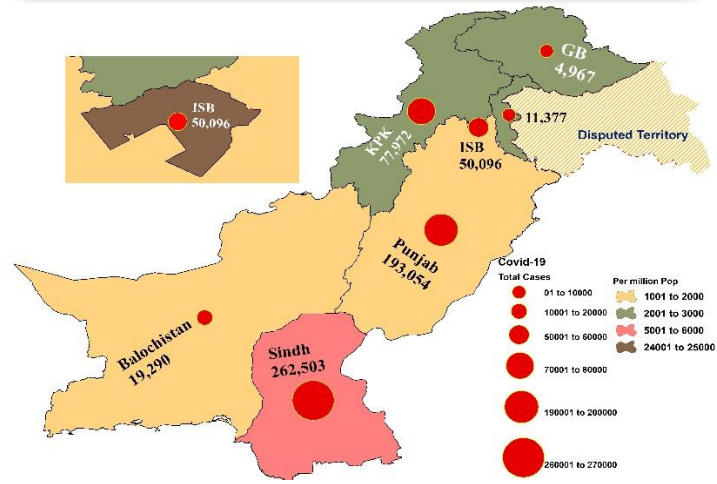 ISB
50,096
GB
4,967
11,377
Disputed Territory
KPK
77,972
ISB
50,096
Punjab
193,054
Balochistan
19,290
Sindh
262,503
Covid-19
Total Cases
01 to 10000
10001 to 20000
50001 to 60000
70001 to 80000
190001 to 200000
260001 to 270000
Per million Pop
1001 to 2000
2001 to 3000
5001 to 6000
24001 to 25000